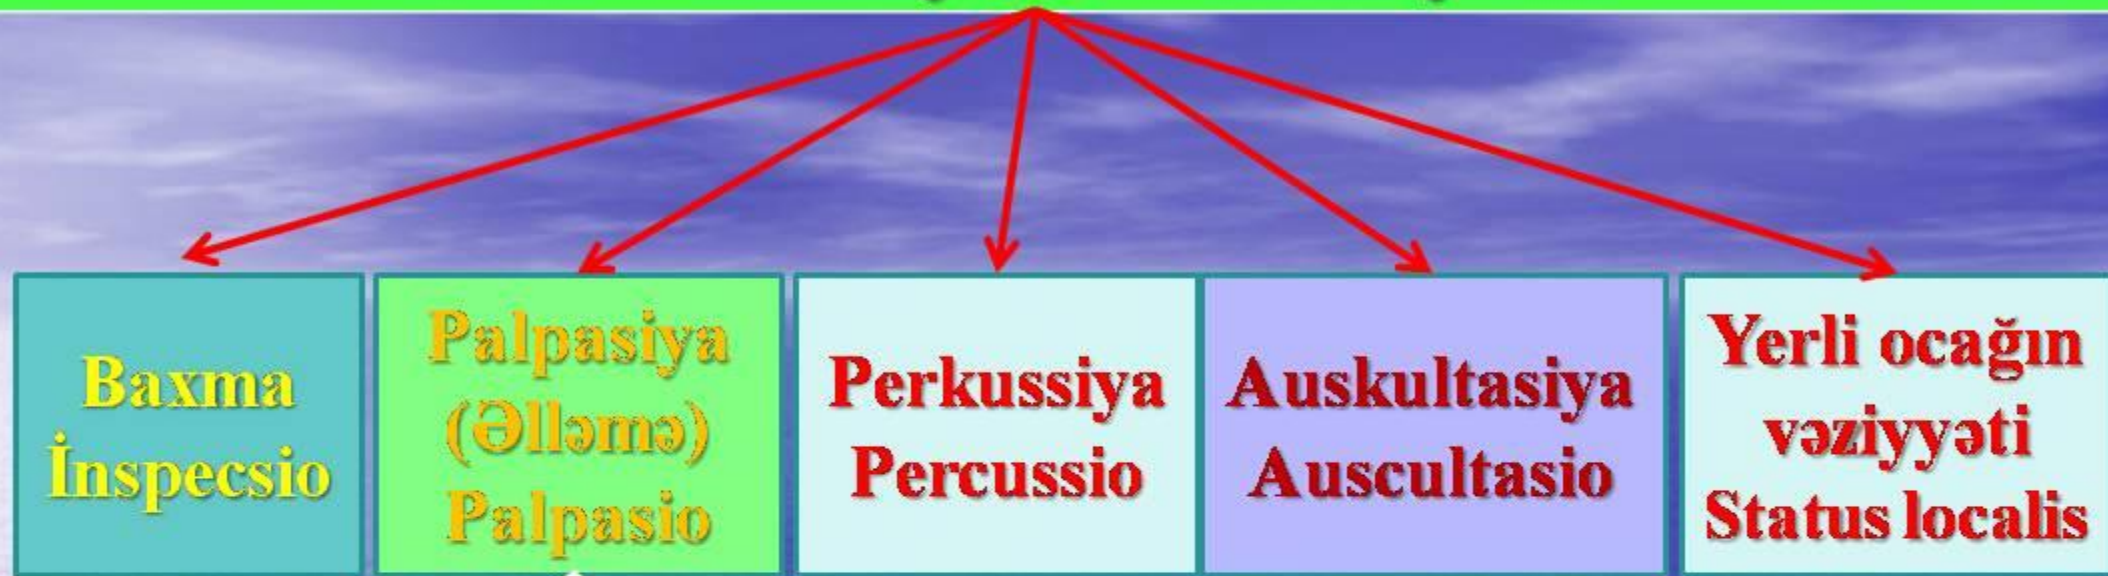 Baxma
İnspecsio
Palpasiya
(Əlləmə)
Palpasio
Perkussiya
Percussio
Auskultasiya
Auscultasio
Yerli ocağın
vəziyyəti
Status localis